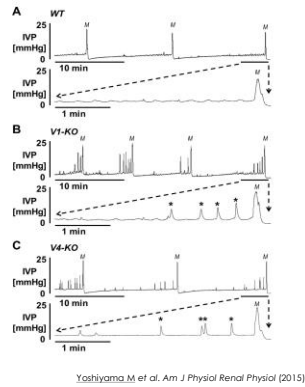 A WT
25 M M M
IVP
[mmHg]
0
10 min
25 M
IVP
[mmHg]
0
1 min
B V1-KO
25 M M M M
IVP
[mmHg]
0
10 min
25 M
IVP
[mmHg]
* * * *
0
1 min
C V4-KO
25 M M M
IVP
[mmHg]
0
10 min
25 M
IVP
[mmHg]
* ** *
0
1 min
Yoshiyama M et al. Am J Physiol Renal Physiol (2015)